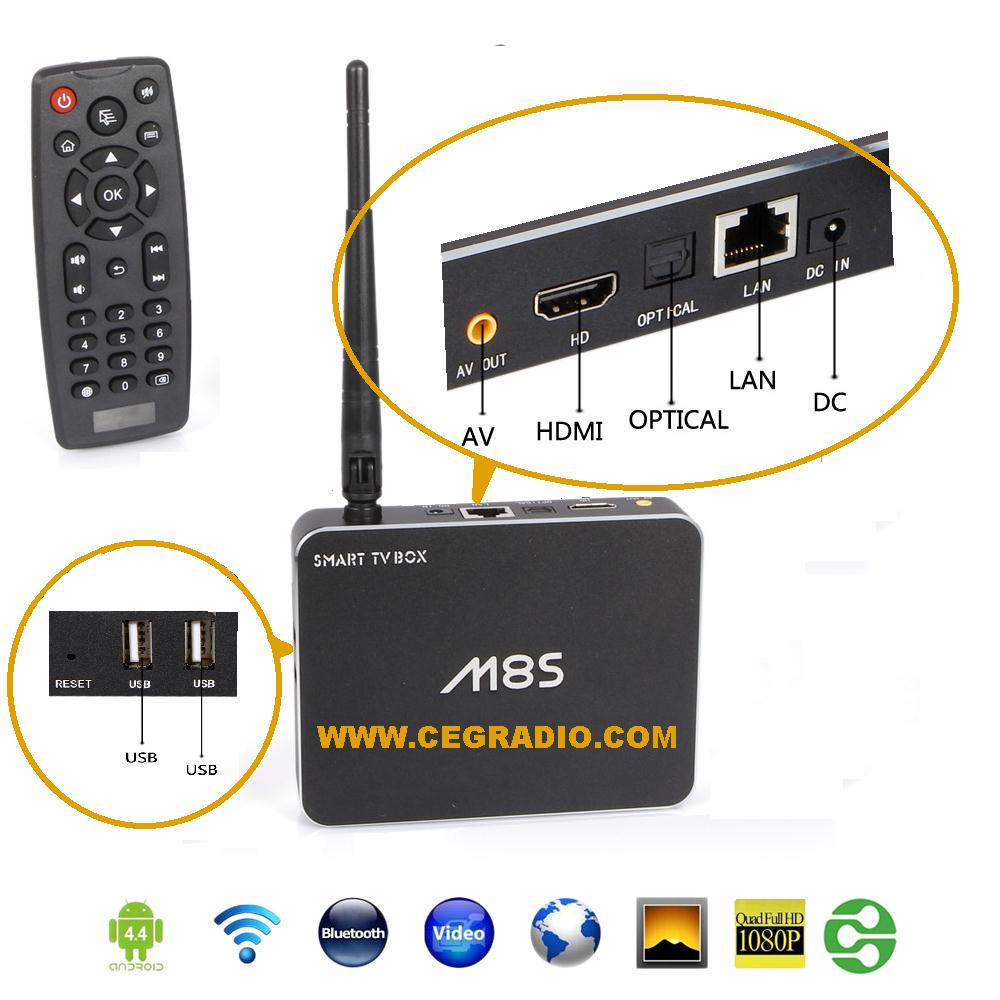 OK
1 2 3
4 5 6
7 8 9
0
AV OUT
HD
OPTICAL
LAN
DC IN
AV
HDMI
OPTICAL
LAN
DC
SMART TV BOX
M8S
WWW.CEGRADIO.COM
RESET USB USB
USB
USB
4.4
ANDROID
Bluetooth
Video
Quad Full HD
1080P